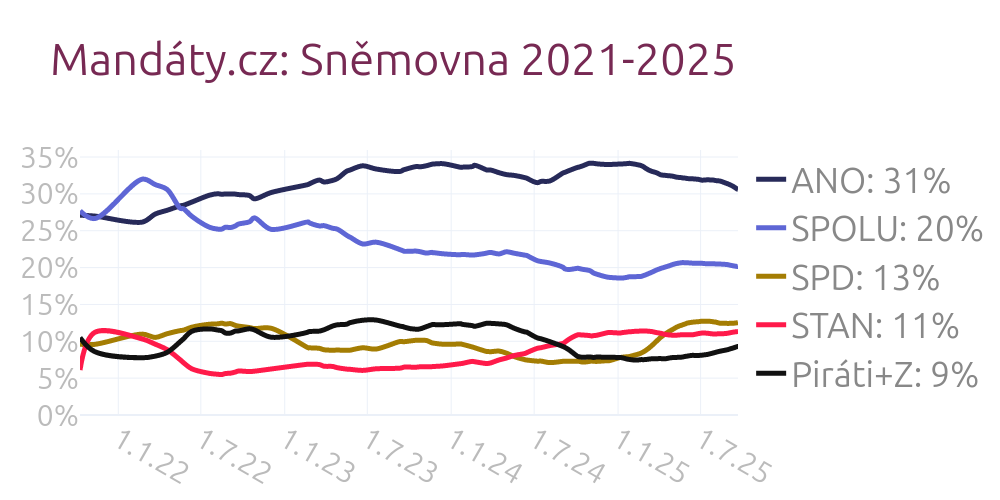 Mandáty.cz: Sněmovna 2021-2025
35%
30%
25%
20%
15%
10%
5%
0%
1.1.22
1.7.22
1.1.23
1.7.23
1.1.24
1.7.24
1.1.25
1.7.25
ANO: 31%
SPOLU: 20%
SPD: 13%
STAN: 11%
Piráti+Z: 9%